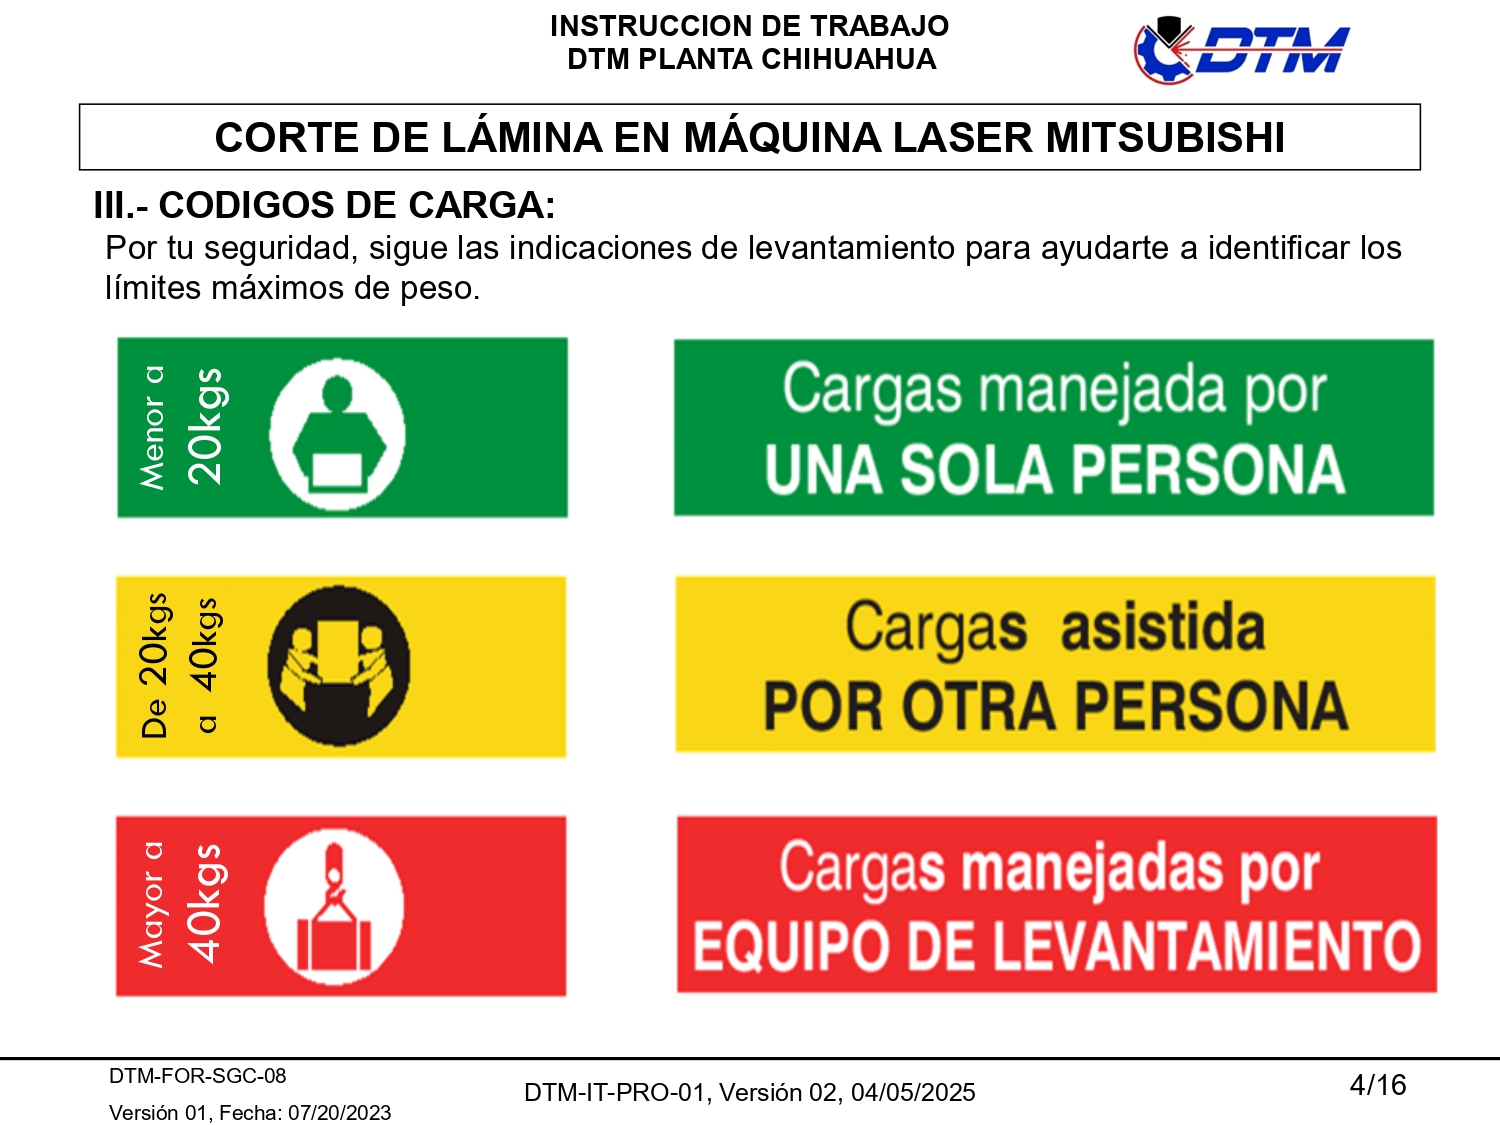 INSTRUCCION DE TRABAJO
DTM PLANTA CHIHUAHUA
DTM
CORTE DE LÁMINA EN MÁQUINA LASER MITSUBISHI
III.- CODIGOS DE CARGA:
Por tu seguridad, sigue las indicaciones de levantamiento para ayudarte a identificar los
límites máximos de peso.
Menor a
20kgs
Cargas manejada por
UNA SOLA PERSONA
De 20kgs
a 40kgs
Cargas asistida
POR OTRA PERSONA
Mayor a
40kgs
Cargas manejadas por
EQUIPO DE LEVANTAMIENTO
DTM-FOR-SGC-08
Versión 01, Fecha: 07/20/2023
DTM-IT-PRO-01, Versión 02, 04/05/2025
4/16